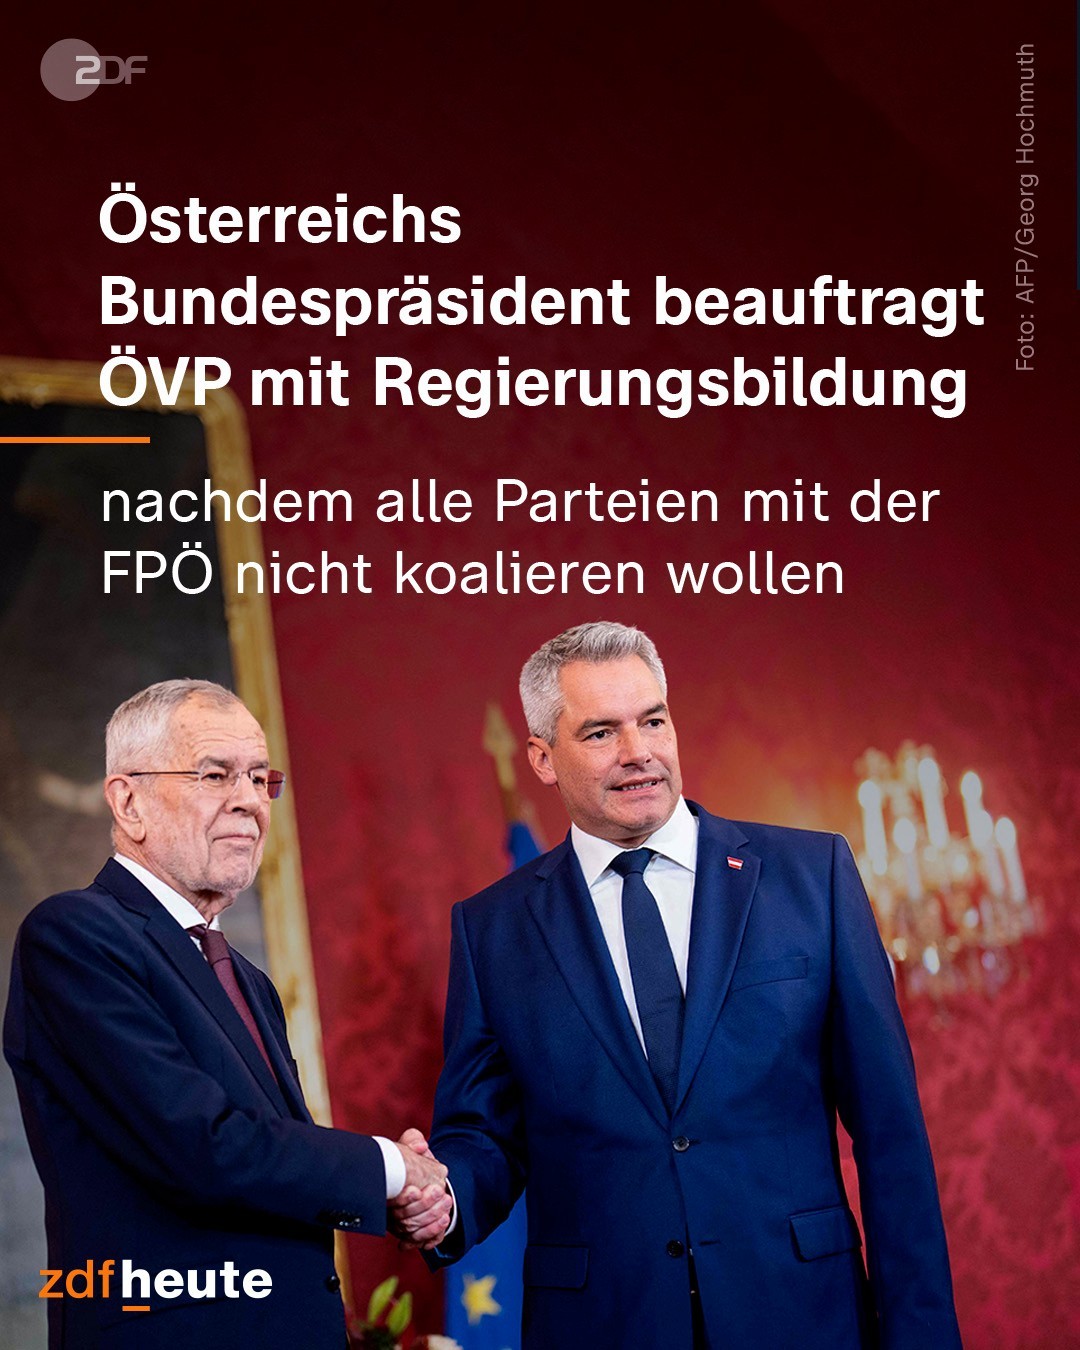 ZDF
Foto: AFP/Georg Hochmuth
Österreichs
Bundespräsident beauftragt
ÖVP mit Regierungsbildung
nachdem alle Parteien mit der
FPÖ nicht koalieren wollen
zdfheute